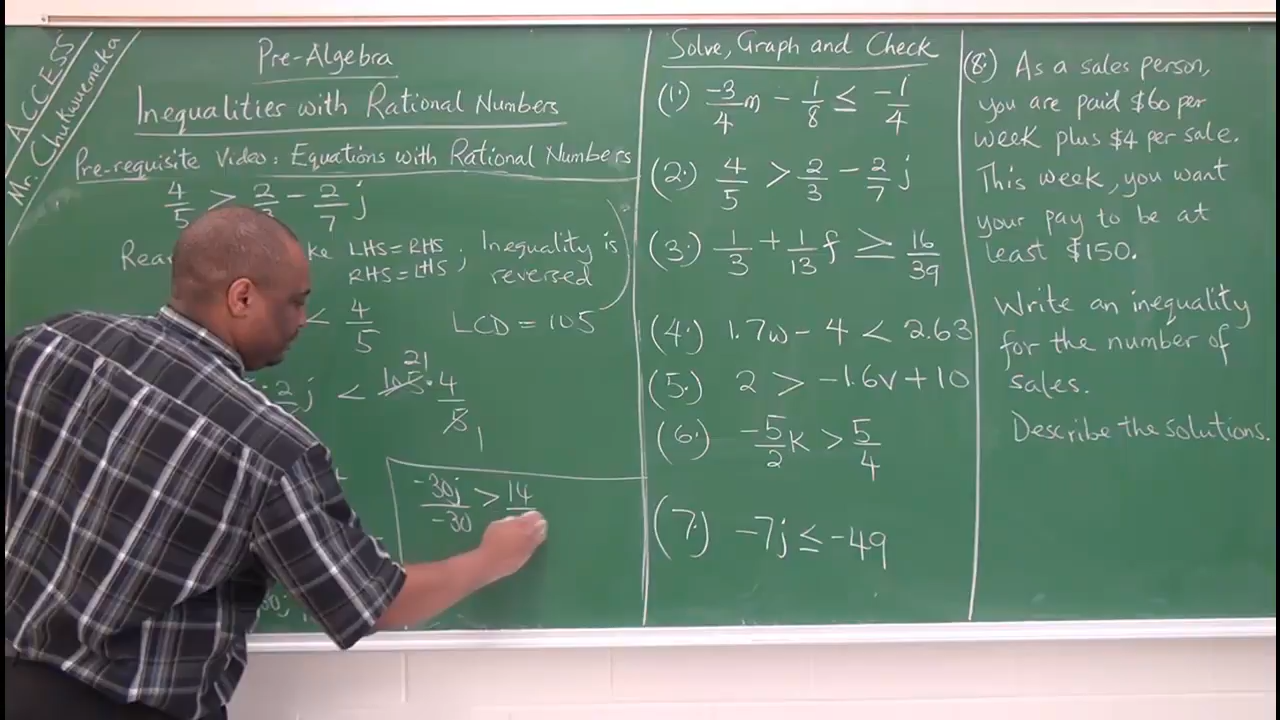 ACCESS
Mr. Chukwuemeka
Pre-Algebra
Inequalities with Rational Numbers
Pre-requisite Video: Equations with Rational Numbers
4/5 > 2/3 - 2/7 j
LHS = RHS
RHS = LHS ; Inequality is reversed
< 4/5 LCD = 105
2 j < 105 21 · 4/5 1
-30j/-30 > 14
Solve, Graph and Check
(1.) -3/4 m - 1/8 ≤ -1/4
(2.) 4/5 > 2/3 - 2/7 j
(3.) 1/3 + 1/13 f ≥ 16/39
(4.) 1.7w - 4 < 2.63
(5.) 2 > -1.6v + 10
(6.) -5/2 k > 5/4
(7.) -7j ≤ -49
(8.) As a sales person,
you are paid $60 per
week plus $4 per sale.
This week, you want
your pay to be at
least $150.
Write an inequality
for the number of
sales.
Describe the solutions.